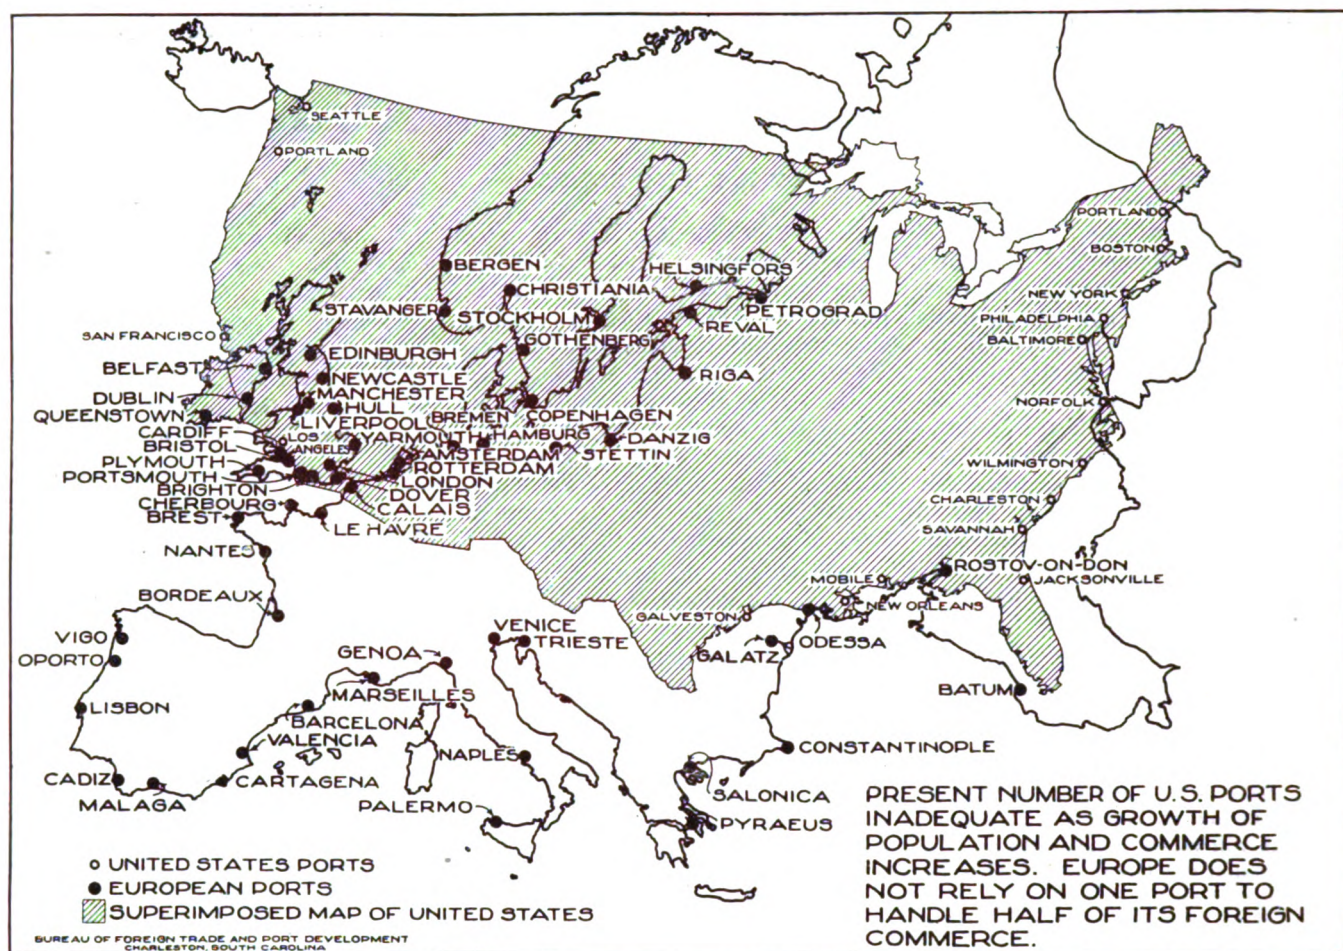 SEATTLE
PORTLAND
PORTLAND
BOSTON
BERGEN
HELSINGFORS
CHRISTIANIA
NEW YORK
STAVANGER
STOCKHOLM
PETROGRAD
REVAL
PHILADELPHIA
SAN FRANCISCO
GOTHENBERG
BALTIMORE
EDINBURGH
BELFAST
NEWCASTLE
RIGA
MANCHESTER
DUBLIN
HULL
NORFOLK
QUEENSTOWN
LIVERPOOL
BREMEN
COPENHAGEN
CARDIFF
LOS
ANGELES
YARMOUTH
HAMBURG
DANZIG
BRISTOL
AMSTERDAM
STETTIN
PLYMOUTH
ROTTERDAM
WILMINGTON
PORTSMOUTH
LONDON
BRIGHTON
DOVER
CHERBOURG
CALAIS
CHARLESTON
BREST
LE HAVRE
SAVANNAH
NANTES
ROSTOV-ON-DON
MOBILE
JACKSONVILLE
BORDEAUX
NEW ORLEANS
GALVESTON
VIGO
VENICE
TRIESTE
ODESSA
OPORTO
GENOA
GALATZ
MARSEILLES
BATUM
LISBON
BARCELONA
VALENCIA
CONSTANTINOPLE
NAPLES
CADIZ
CARTAGENA
MALAGA
SALONICA
PALERMO
PYRAEUS
PRESENT NUMBER OF U.S. PORTS
INADEQUATE AS GROWTH OF
POPULATION AND COMMERCE
INCREASES. EUROPE DOES
NOT RELY ON ONE PORT TO
HANDLE HALF OF ITS FOREIGN
COMMERCE.
UNITED STATES PORTS
EUROPEAN PORTS
SUPERIMPOSED MAP OF UNITED STATES
BUREAU OF FOREIGN TRADE AND PORT DEVELOPMENT
CHARLESTON, SOUTH CAROLINA